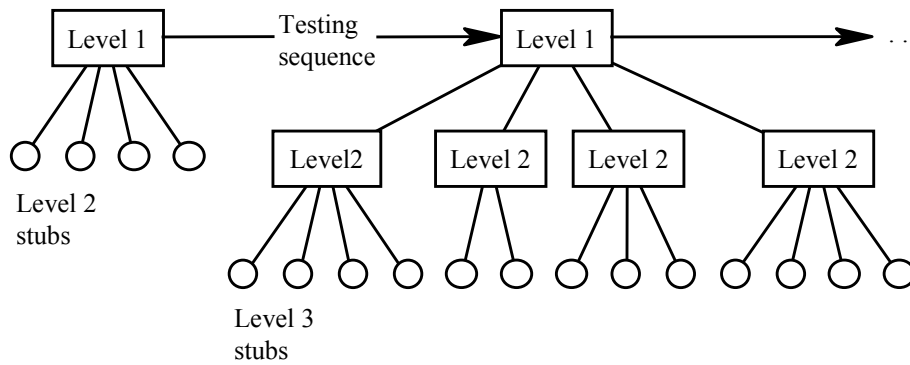 Level 1
Testing
sequence
Level 1
. .
Level2
Level 2
Level 2
Level 2
Level 2
stubs
Level 3
stubs